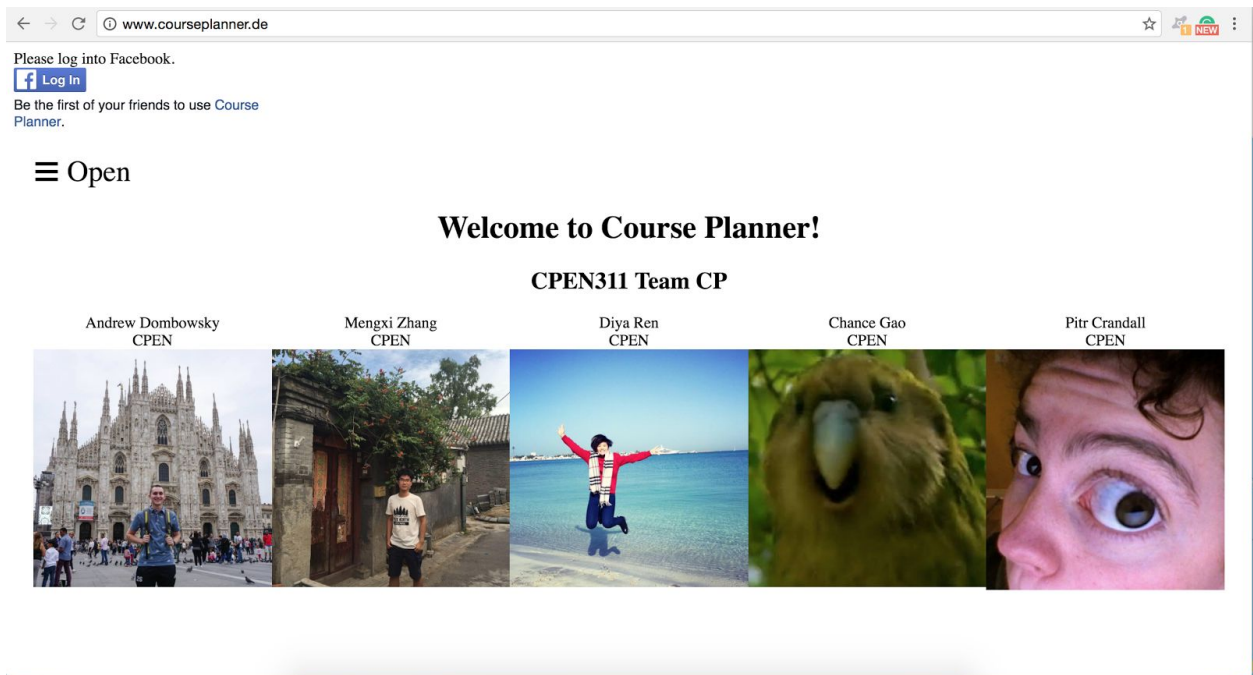 www.courseplanner.de
NEW
1
Please log into Facebook.
f Log In
Be the first of your friends to use Course
Planner.
Open
Welcome to Course Planner!
CPEN311 Team CP
Andrew Dombowsky
CPEN
Mengxi Zhang
CPEN
Diya Ren
CPEN
Chance Gao
CPEN
Pitr Crandall
CPEN